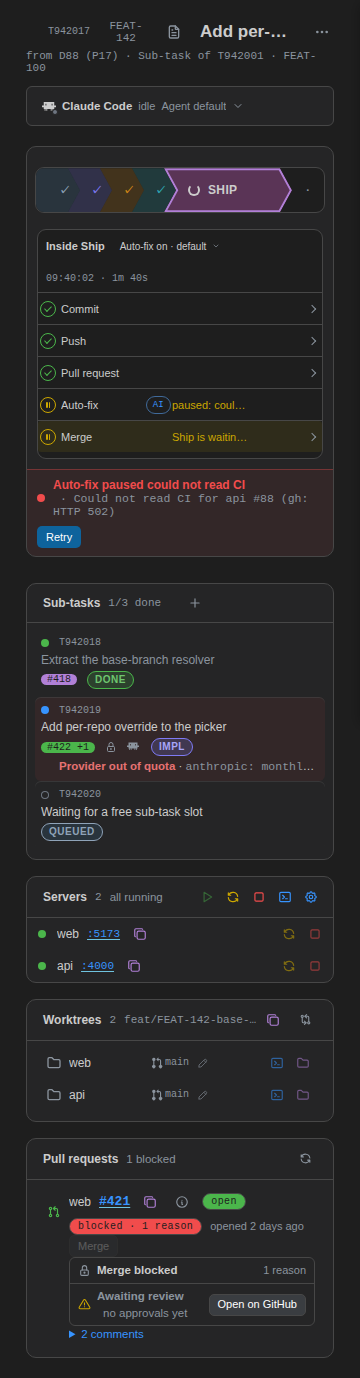 T942017 FEAT-142 Add per-…
from D88 (P17) · Sub-task of T942001 · FEAT-100
Claude Code idle Agent default
SHIP
Inside Ship Auto-fix on · default
09:40:02 · 1m 40s
Commit
Push
Pull request
Auto-fix AI paused: coul…
Merge Ship is waitin…
Auto-fix paused could not read CI
· Could not read CI for api #88 (gh: HTTP 502)
Retry
Sub-tasks 1/3 done
T942018
Extract the base-branch resolver
#418 DONE
T942019
Add per-repo override to the picker
#422 +1 IMPL
Provider out of quota · anthropic: monthl…
T942020
Waiting for a free sub-task slot
QUEUED
Servers 2 all running
web :5173
api :4000
Worktrees 2 feat/FEAT-142-base-…
web main
api main
Pull requests 1 blocked
web #421 open
blocked · 1 reason opened 2 days ago
Merge
Merge blocked 1 reason
Awaiting review
no approvals yet
Open on GitHub
2 comments